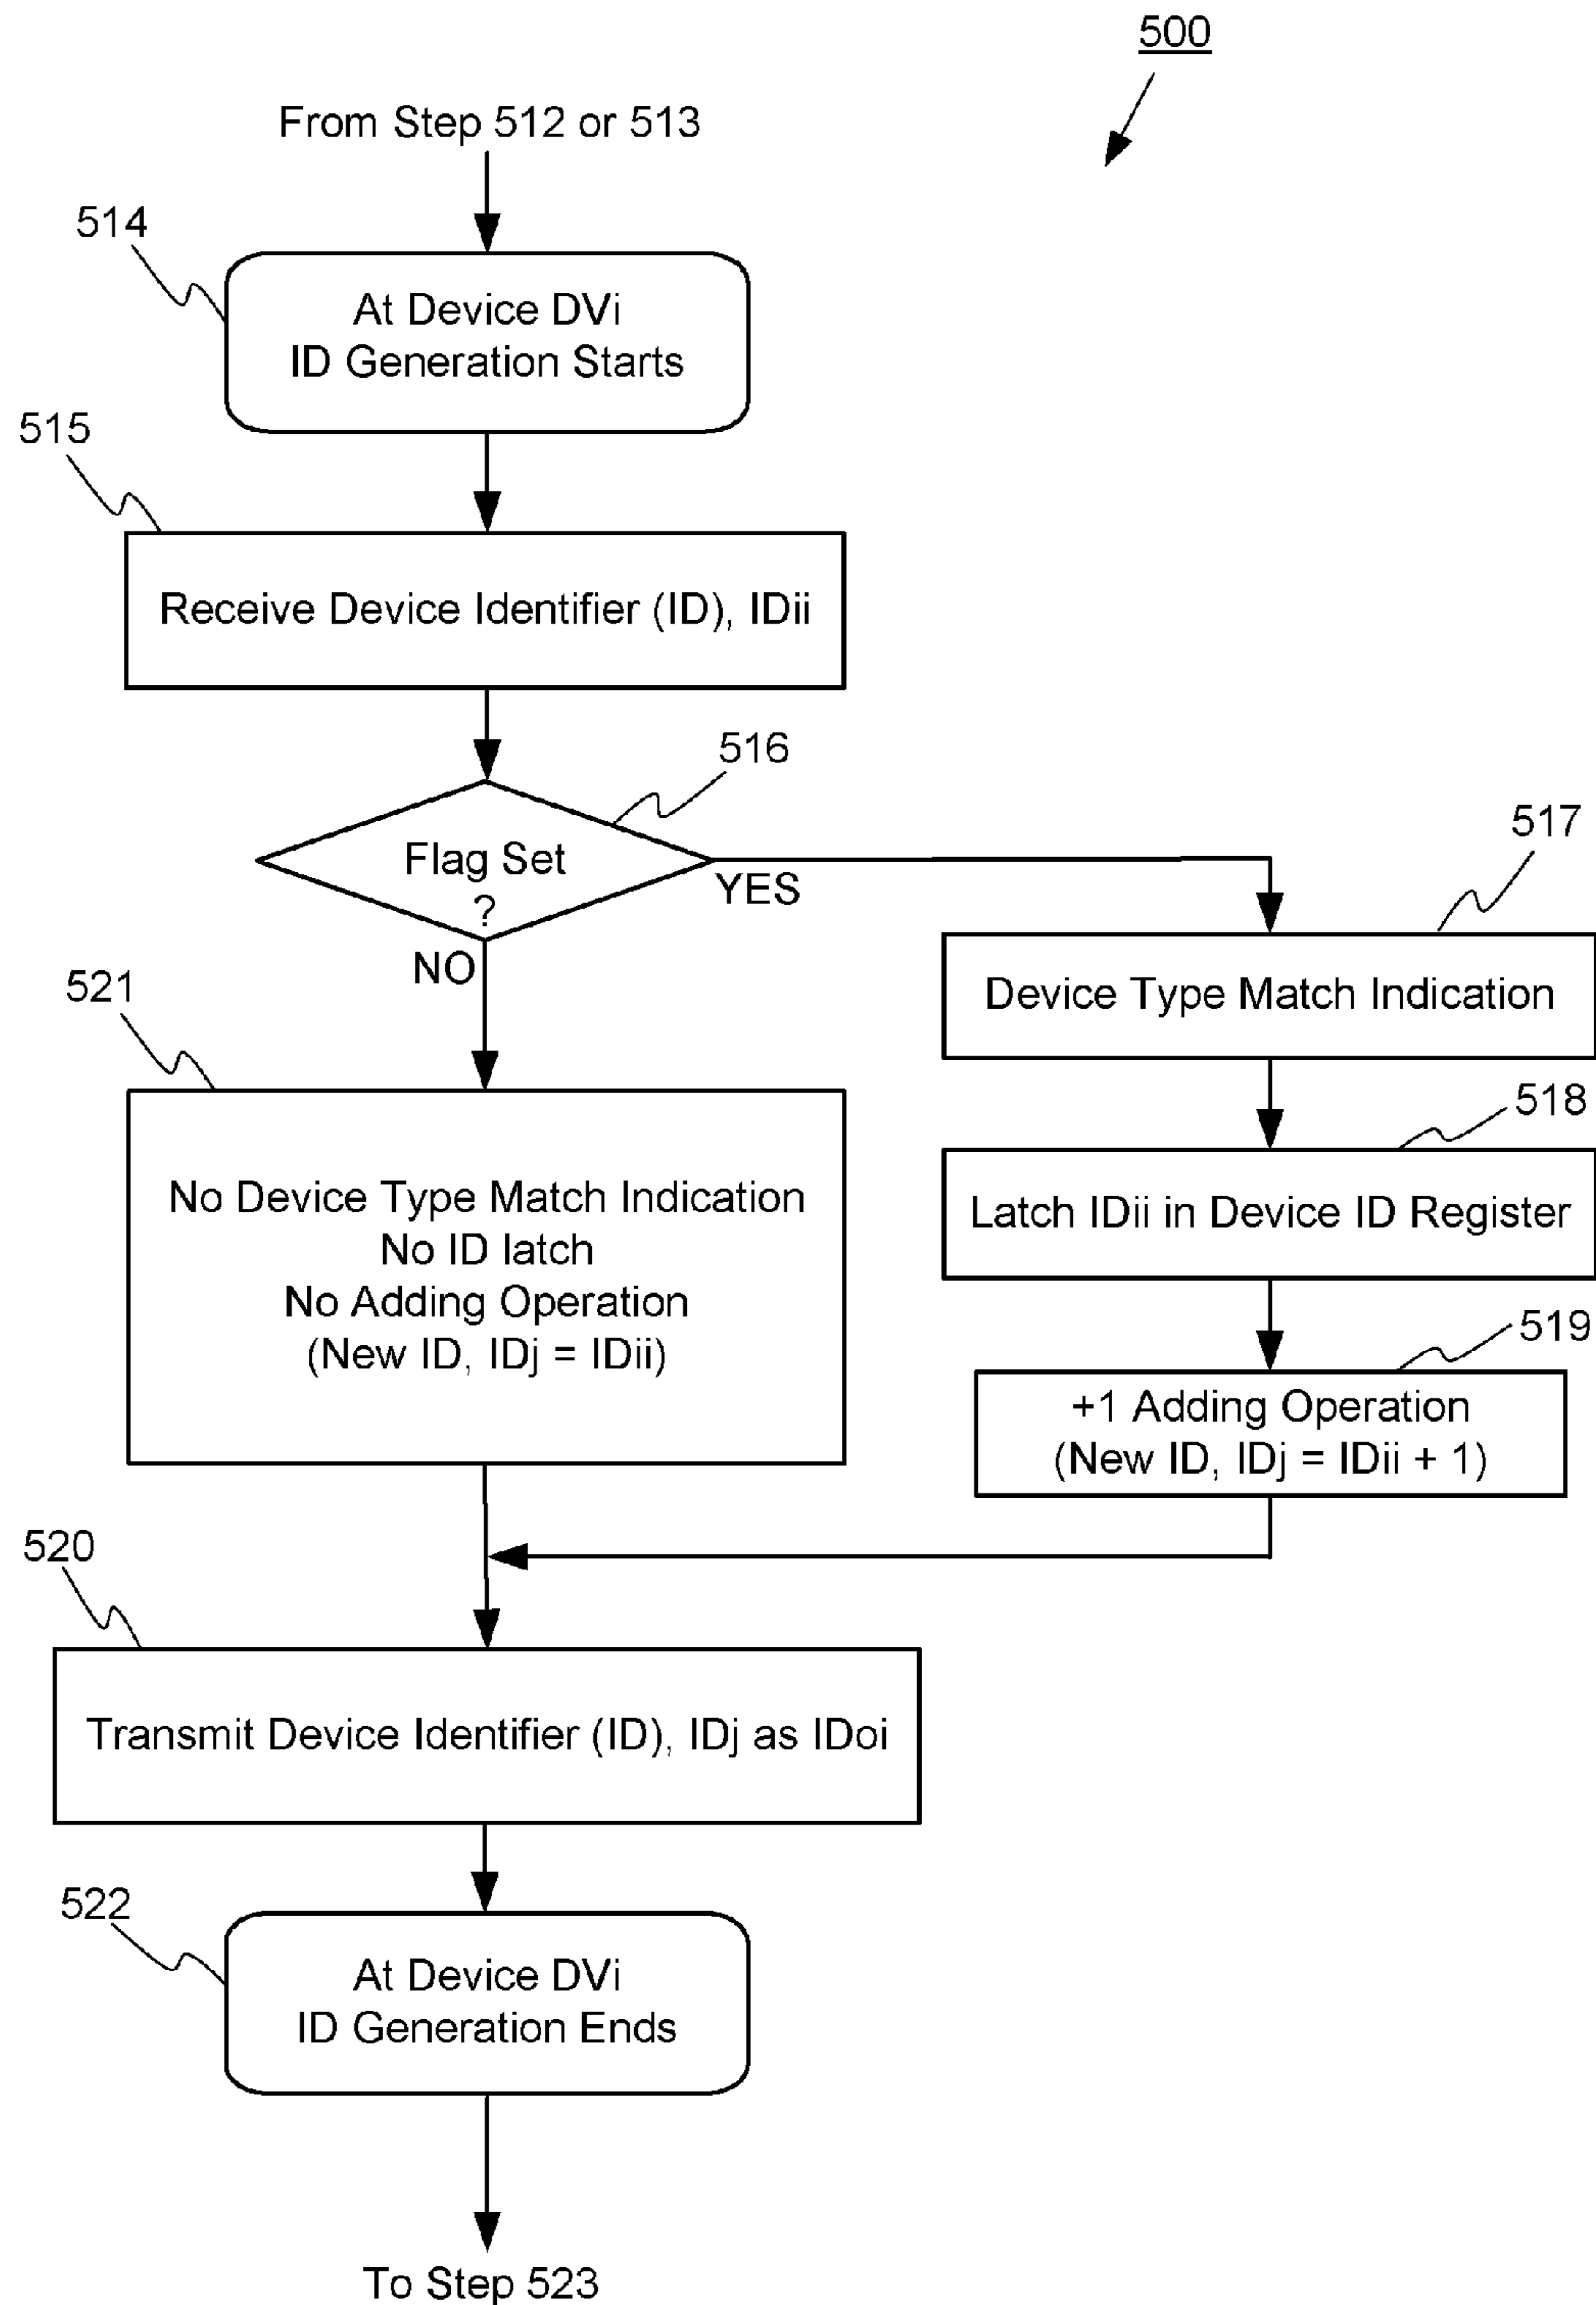 500
From Step 512 or 513
514
At Device DVi
ID Generation Starts
515
Receive Device Identifier (ID), IDii
516
Flag Set
?
YES
NO
517
Device Type Match Indication
518
Latch IDii in Device ID Register
519
+1 Adding Operation
(New ID, IDj = IDii + 1)
521
No Device Type Match Indication
No ID latch
No Adding Operation
(New ID, IDj = IDii)
520
Transmit Device Identifier (ID), IDj as IDoi
522
At Device DVi
ID Generation Ends
To Step 523